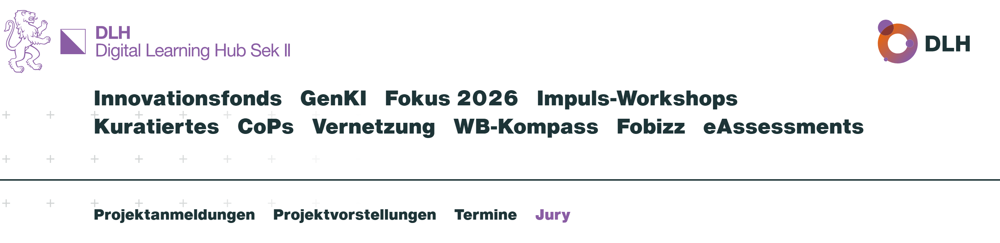 DLH
Digital Learning Hub Sek II
DLH
Innovationsfonds GenKI Fokus 2026 Impuls-Workshops
Kuratiertes CoPs Vernetzung WB-Kompass Fobizz eAssessments
Projektanmeldungen Projektvorstellungen Termine Jury